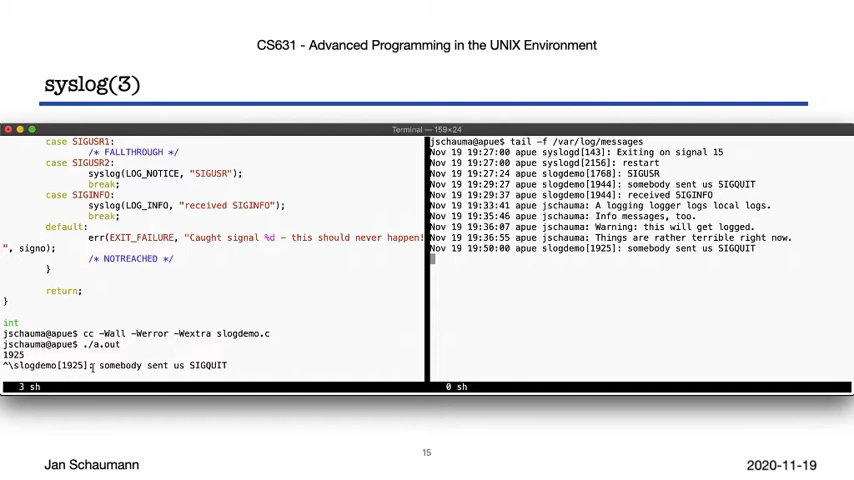 CS631 - Advanced Programming in the UNIX Environment
syslog(3)
Terminal — 159×24
case SIGUSR1:
/* FALLTHROUGH */
case SIGUSR2:
syslog(LOG_NOTICE, "SIGUSR");
break;
case SIGINFO:
syslog(LOG_INFO, "received SIGINFO");
break;
default:
err(EXIT_FAILURE, "Caught signal %d - this should never happen!
", signo);
/* NOTREACHED */
}
return;
}
int
jschauma@apue$ cc -Wall -Werror -Wextra slogdemo.c
jschauma@apue$ ./a.out
1925
^\slogdemo[1925]: somebody sent us SIGQUIT
3 sh
jschauma@apue$ tail -f /var/log/messages
Nov 19 19:27:00 apue syslogd[143]: Exiting on signal 15
Nov 19 19:27:00 apue syslogd[2156]: restart
Nov 19 19:27:24 apue slogdemo[1768]: SIGUSR
Nov 19 19:29:27 apue slogdemo[1944]: somebody sent us SIGQUIT
Nov 19 19:29:37 apue slogdemo[1944]: received SIGINFO
Nov 19 19:33:41 apue jschauma: A logging logger logs local logs.
Nov 19 19:35:46 apue jschauma: Info messages, too.
Nov 19 19:36:07 apue jschauma: Warning: this will get logged.
Nov 19 19:36:55 apue jschauma: Things are rather terrible right now.
Nov 19 19:50:00 apue slogdemo[1925]: somebody sent us SIGQUIT
0 sh
15
Jan Schaumann
2020-11-19